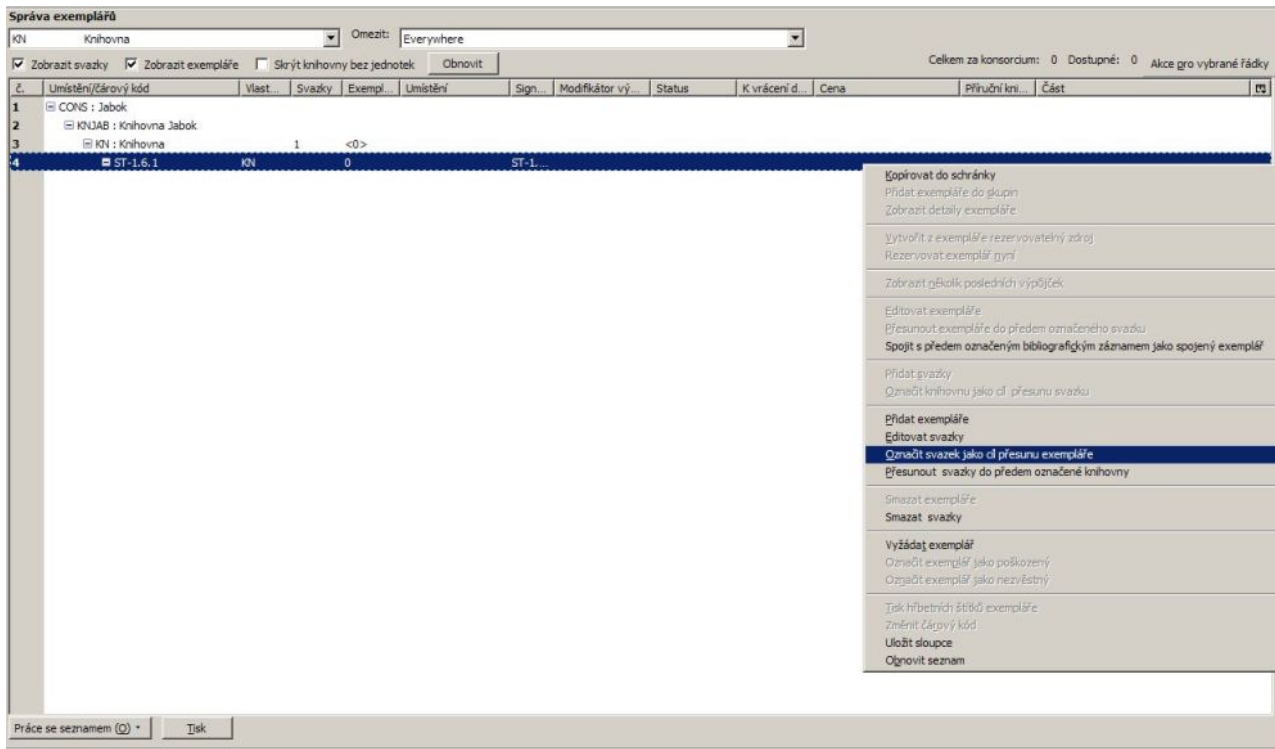 Správa exemplářů
KN Knihovna Omezit: Everywhere
Zobrazit svazky Zobrazit exempláře Skrýt knihovny bez jednotek Obnovit Celkem za konsorcium: 0 Dostupné: 0 Akce pro vybrané řádky
č. Umístění/čárový kód Vlast... Svazky Exempl... Umístění Sign... Modifikátor vý... Status K vrácení d... Cena Příruční kni... Část
1 CONS : Jabok
2 KNJAB : Knihovna Jabok
3 KN : Knihovna 1 <0>
4 ST-1.6.1 KN 0 ST-1....
Kopírovat do schránky
Přidat exempláře do skupin
Zobrazit detaily exempláře
Vytvořit z exempláře rezervovatelný zdroj
Rezervovat exemplář nyní
Zobrazit několik posledních výpůjček
Editovat exempláře
Přesunout exempláře do předem označeného svazku
Spojit s předem označeným bibliografickým záznamem jako spojený exemplář
Přidat svazky
Označit knihovnu jako cíl přesunu svazku
Přidat exempláře
Editovat svazky
Označit svazek jako cíl přesunu exempláře
Přesunout svazky do předem označené knihovny
Smazat exempláře
Smazat svazky
Vyžádat exemplář
Označit exemplář jako poškozený
Označit exemplář jako nezvěstný
Tisk hřbetních štítků exempláře
Změnit čárový kód
Uložit sloupce
Obnovit seznam
Práce se seznamem (O) Tisk